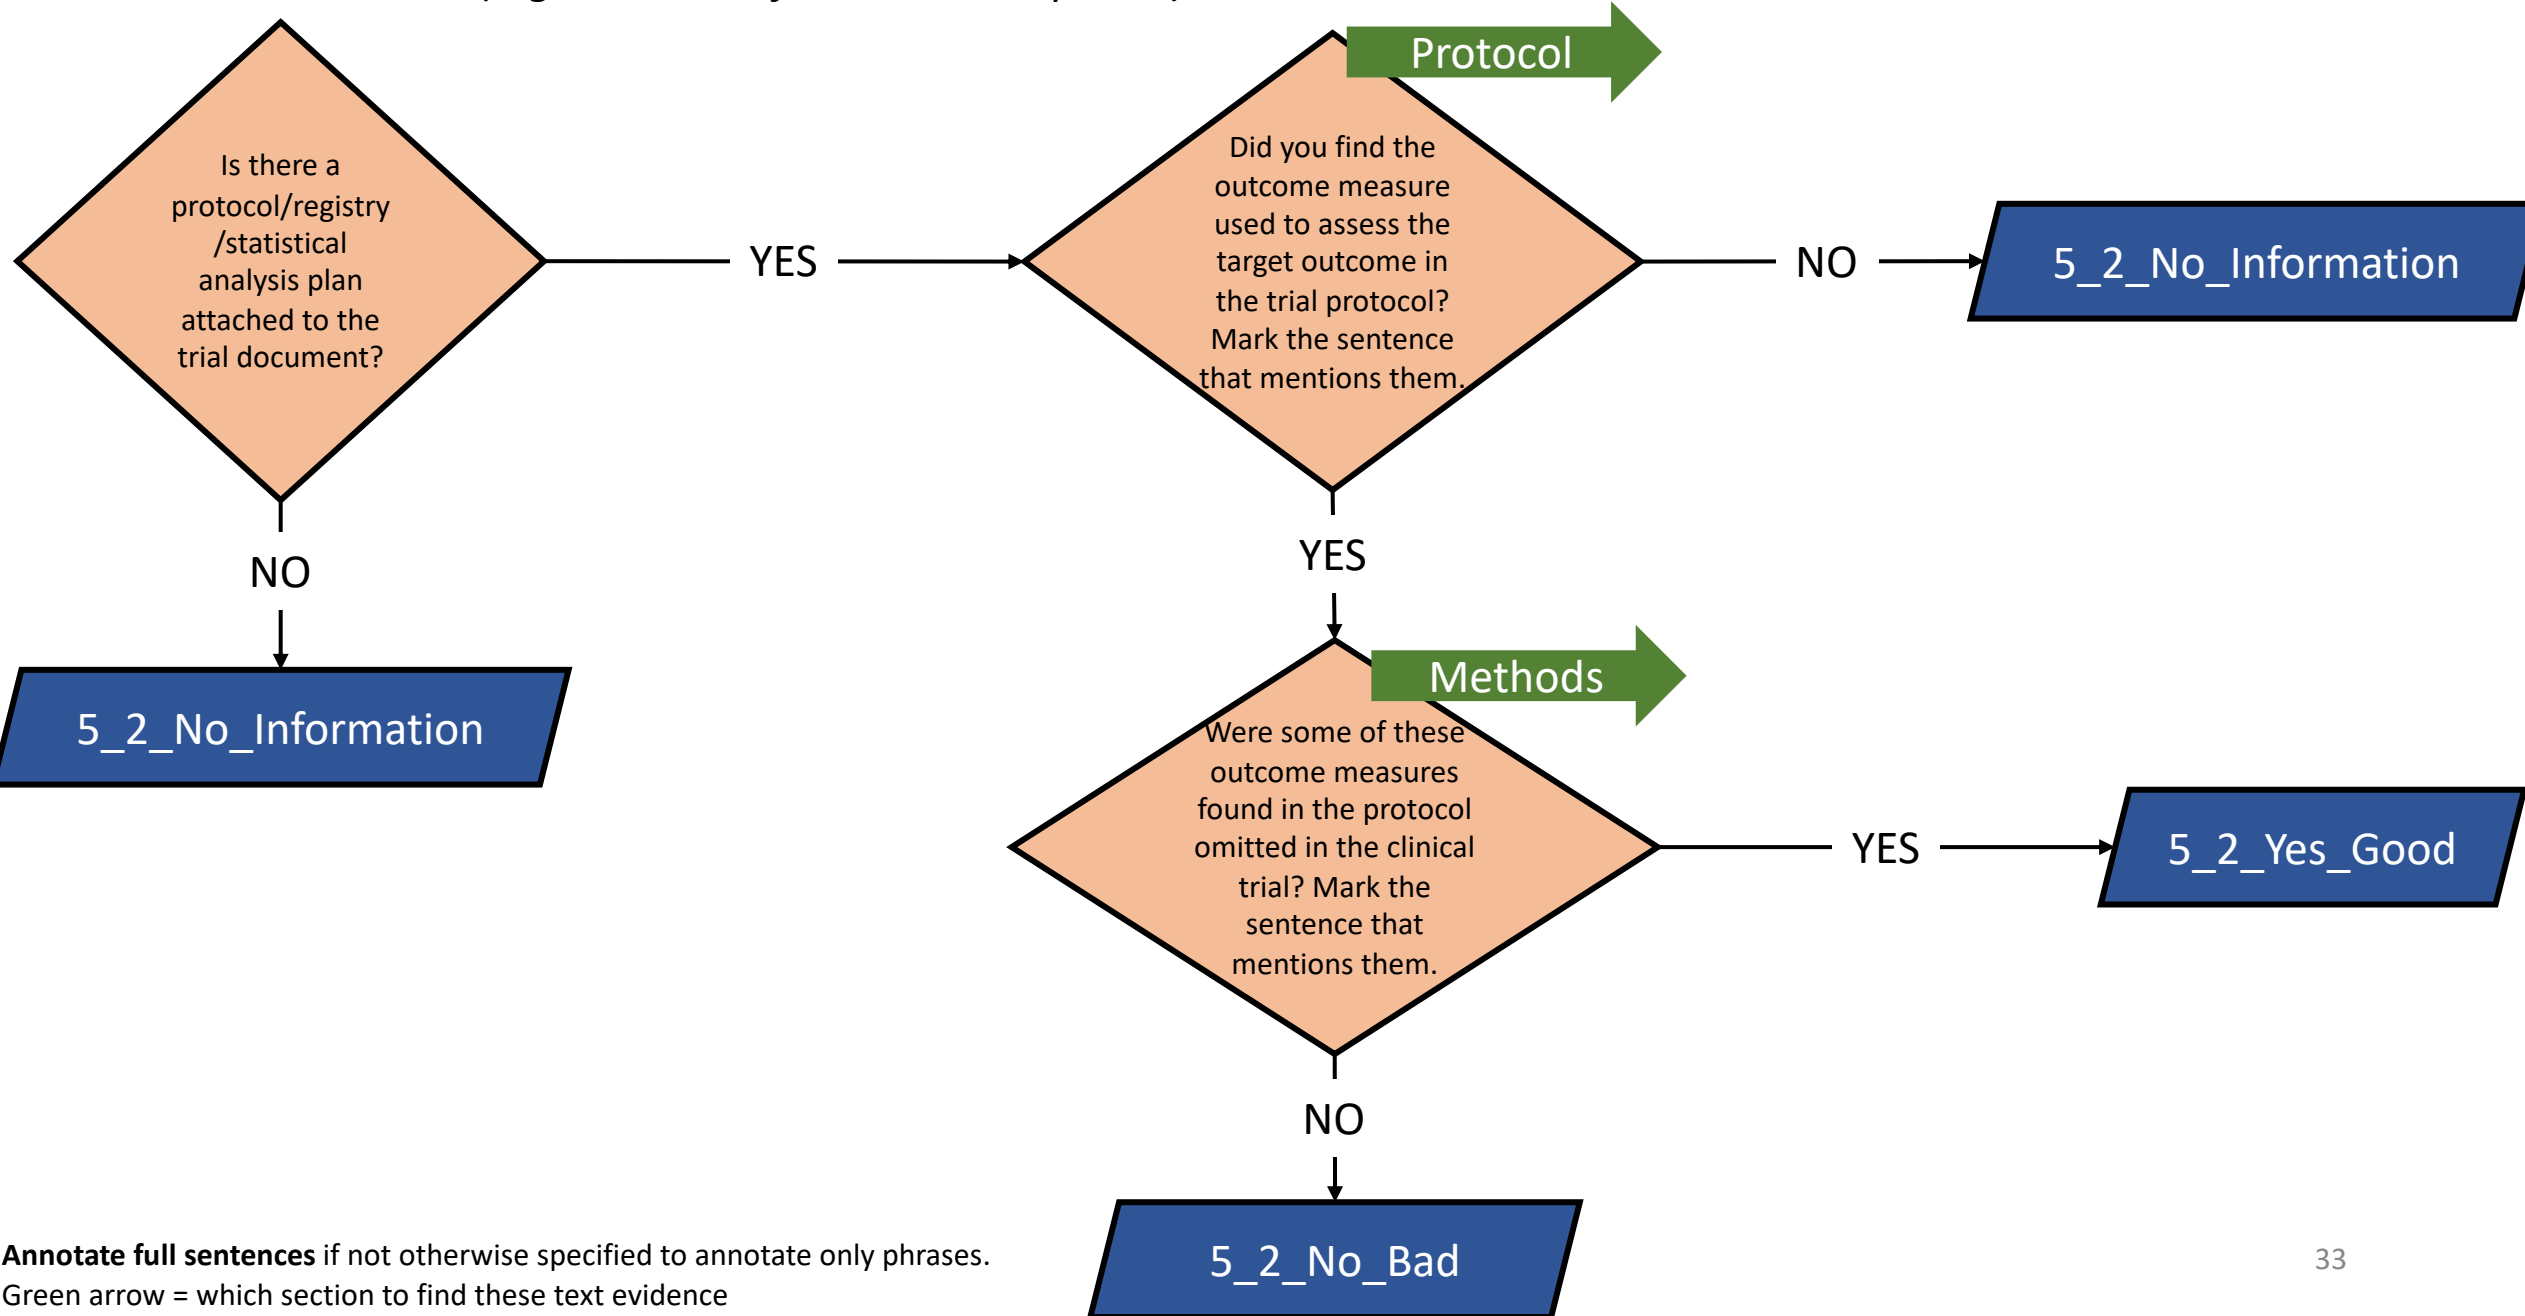 Protocol
Is there a
protocol/registry
/statistical
analysis plan
attached to the
trial document?
YES
Did you find the
outcome measure
used to assess the
target outcome in
the trial protocol?
Mark the sentence
that mentions them.
NO
5_2_No_Information
NO
YES
5_2_No_Information
Methods
Were some of these
outcome measures
found in the protocol
omitted in the clinical
trial? Mark the
sentence that
mentions them.
YES
5_2_Yes_Good
NO
5_2_No_Bad
Annotate full sentences if not otherwise specified to annotate only phrases.
Green arrow = which section to find these text evidence
33